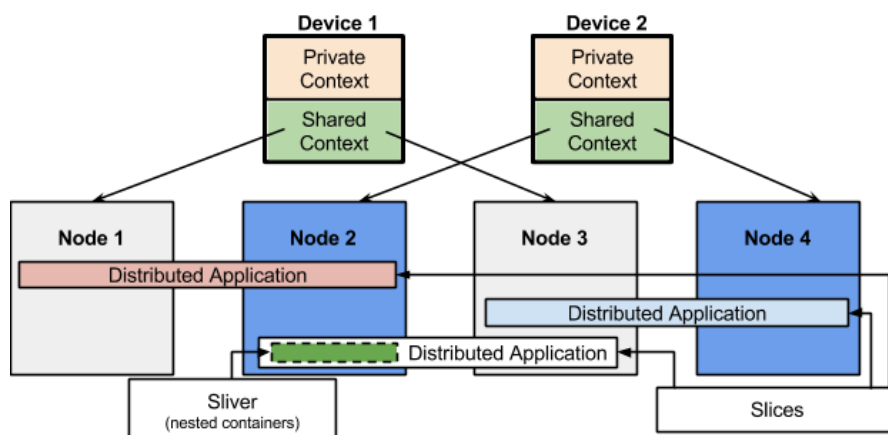 Device 1
Device 2
Private
Context
Private
Context
Shared
Context
Shared
Context
Node 1
Node 2
Node 3
Node 4
Distributed Application
Distributed Application
Distributed Application
Sliver
(nested containers)
Slices